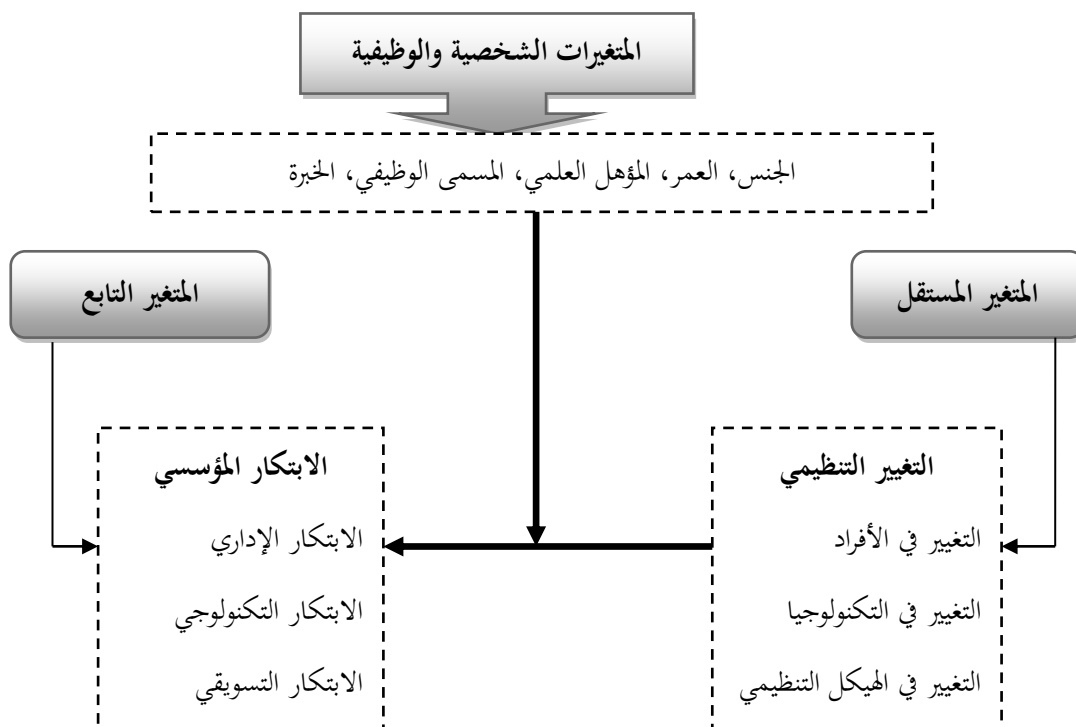 المتغيرات الشخصية والوظيفية
الجنس، العمر، المؤهل العلمي، المسمى الوظيفي، الخبرة
المتغير المستقل
المتغير التابع
التغيير التنظيمي
التغيير في الأفراد
التغيير في التكنولوجيا
التغيير في الهيكل التنظيمي
الابتكار المؤسسي
الابتكار الإداري
الابتكار التكنولوجي
الابتكار التسويقي